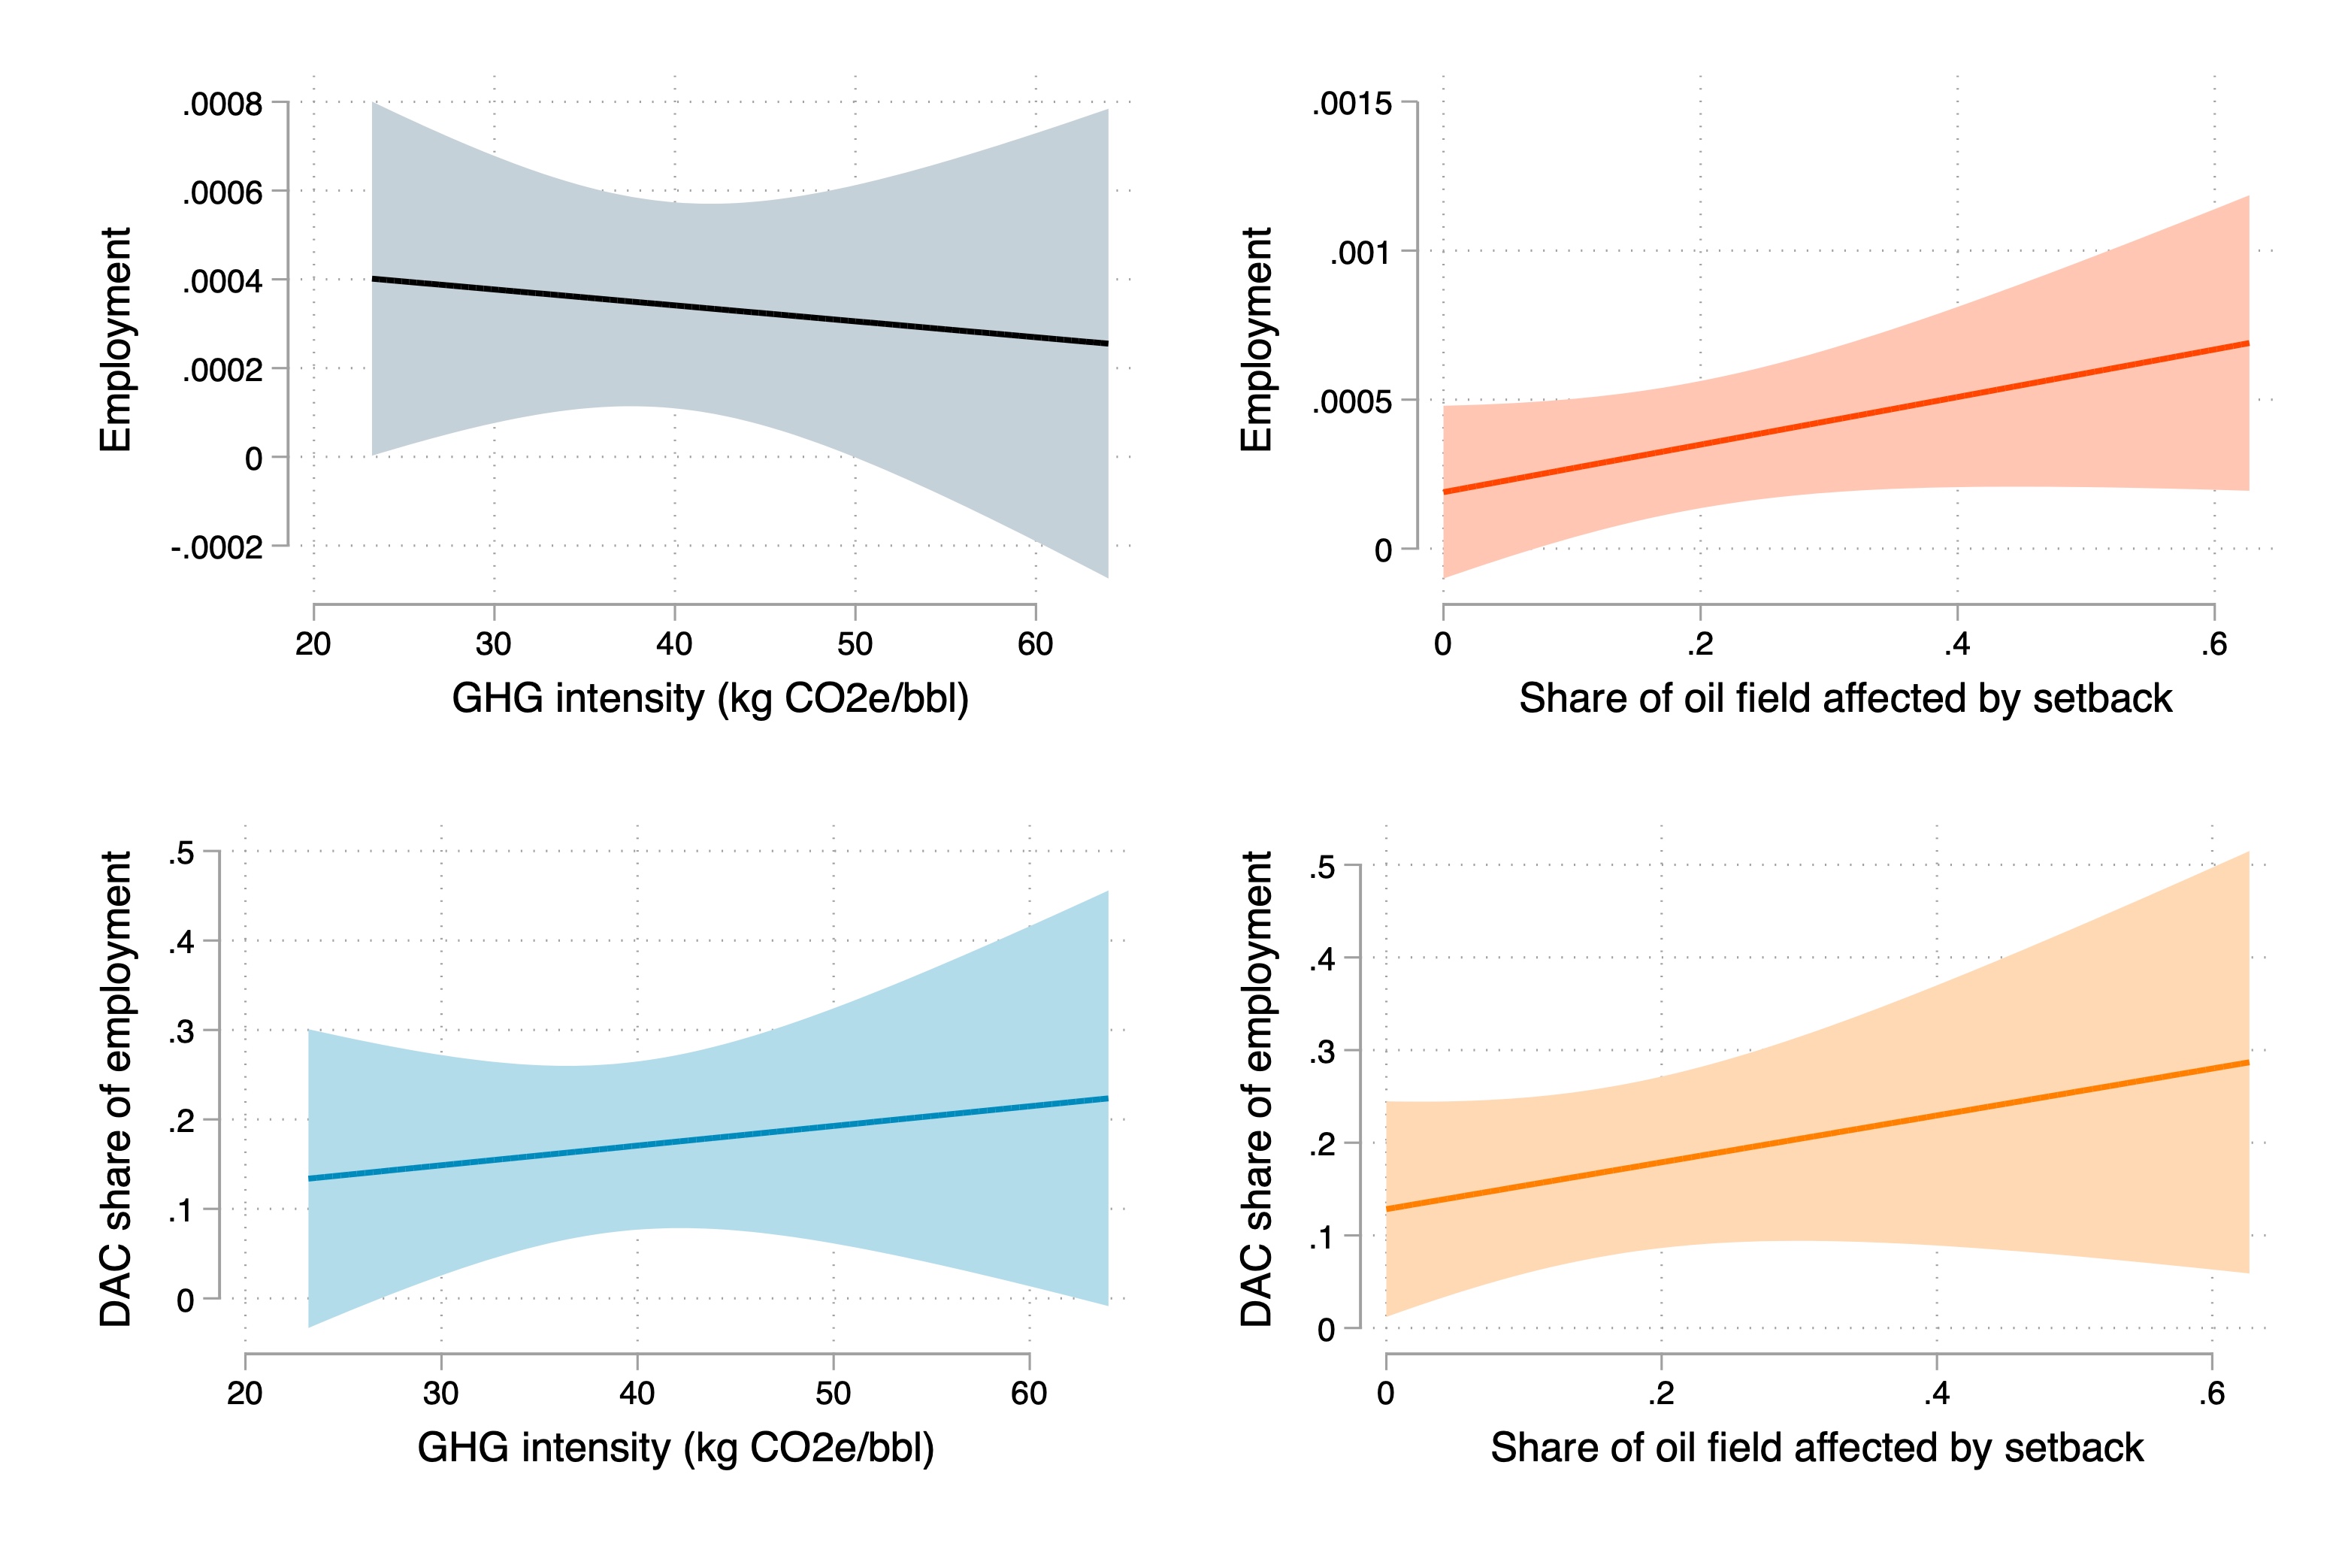 Employment
.0008
.0006
.0004
.0002
0
-.0002
20 30 40 50 60
GHG intensity (kg CO2e/bbl)
Employment
.0015
.001
.0005
0
0 .2 .4 .6
Share of oil field affected by setback
DAC share of employment
.5
.4
.3
.2
.1
0
20 30 40 50 60
GHG intensity (kg CO2e/bbl)
DAC share of employment
.5
.4
.3
.2
.1
0
0 .2 .4 .6
Share of oil field affected by setback